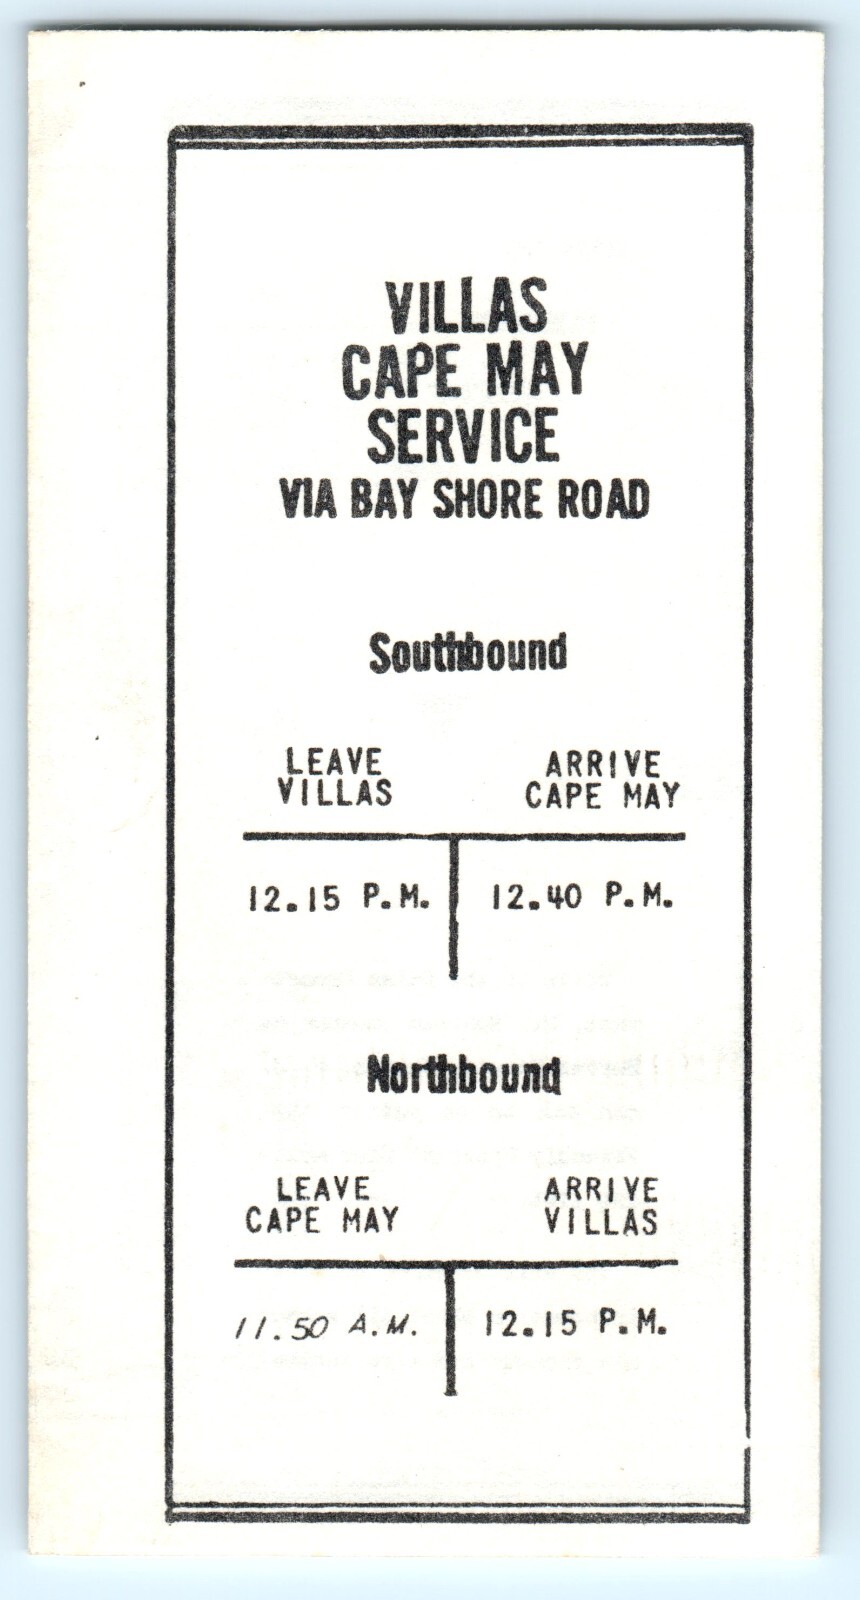 VILLAS
CAPE MAY
SERVICE
VIA BAY SHORE ROAD
Southbound
LEAVE VILLAS
ARRIVE CAPE MAY
12.15 P.M.
12.40 P.M.
Northbound
LEAVE CAPE MAY
ARRIVE VILLAS
11.50 A.M.
12.15 P.M.